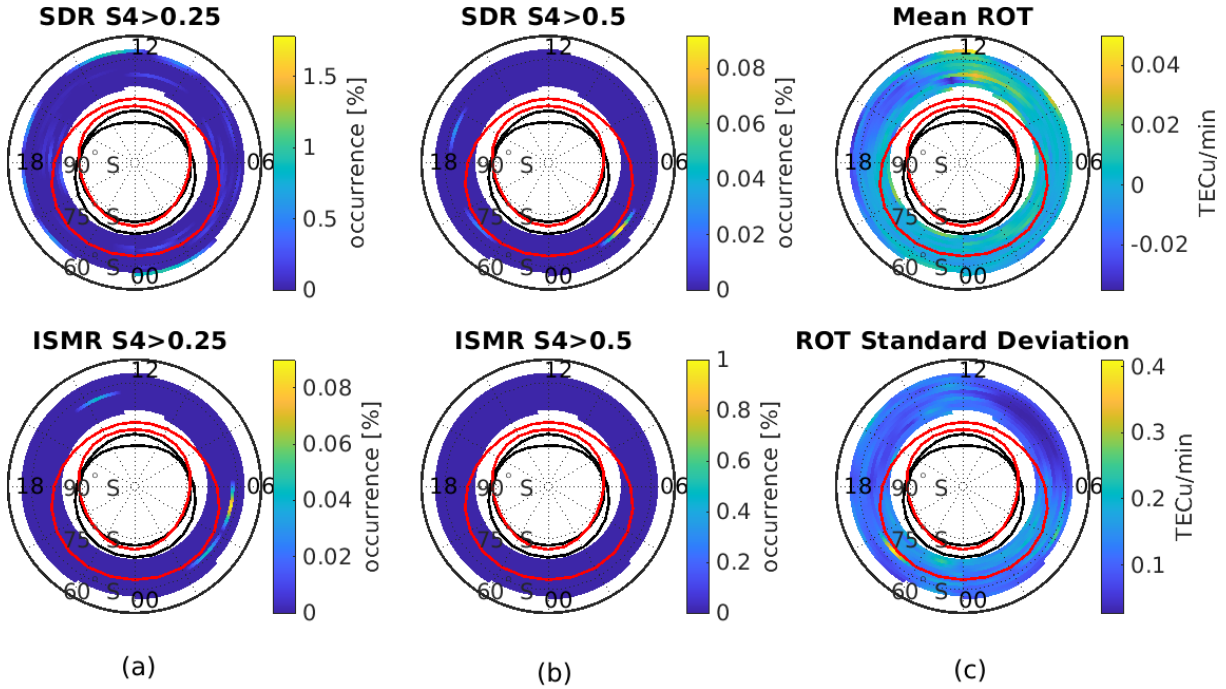 SDR S4>0.25
12
18
06
00
90° S
75° S
60° S
1.5
1
0.5
0
occurrence [%]
SDR S4>0.5
12
18
06
00
90° S
75° S
60° S
0.08
0.06
0.04
0.02
0
occurrence [%]
Mean ROT
12
18
06
00
90° S
75° S
60° S
0.04
0.02
0
-0.02
TECu/min
ISMR S4>0.25
12
18
06
00
90° S
75° S
60° S
0.08
0.06
0.04
0.02
0
occurrence [%]
ISMR S4>0.5
12
18
06
00
90° S
75° S
60° S
1
0.8
0.6
0.4
0.2
0
occurrence [%]
ROT Standard Deviation
12
18
06
00
90° S
75° S
60° S
0.4
0.3
0.2
0.1
TECu/min
(a)
(b)
(c)